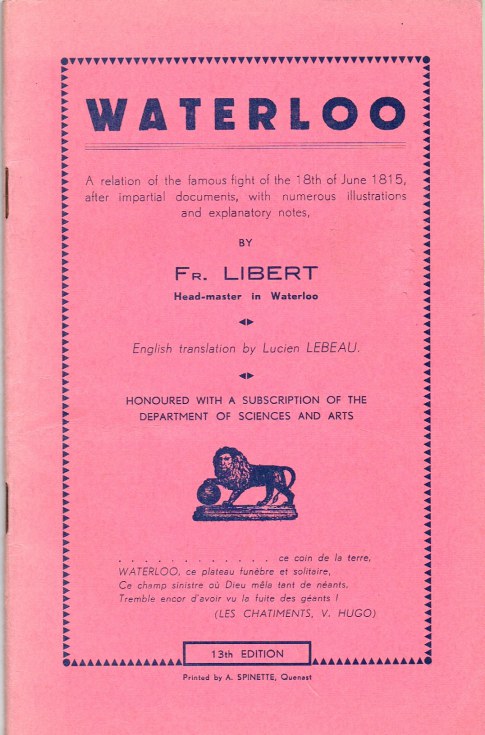 WATERLOO
A relation of the famous fight of the 18th of June 1815,
after impartial documents, with numerous illustrations
and explanatory notes,
BY
FR. LIBERT
Head-master in Waterloo
English translation by Lucien LEBEAU.
HONOURED WITH A SUBSCRIPTION OF THE
DEPARTMENT OF SCIENCES AND ARTS
. . . . . . . . . . . . ce coin de la terre,
WATERLOO, ce plateau funèbre et solitaire,
Ce champ sinistre où Dieu mêla tant de néants,
Tremble encor d'avoir vu la fuite des géants !
(LES CHATIMENTS, V. HUGO)
13th EDITION
Printed by A. SPINETTE, Quenast